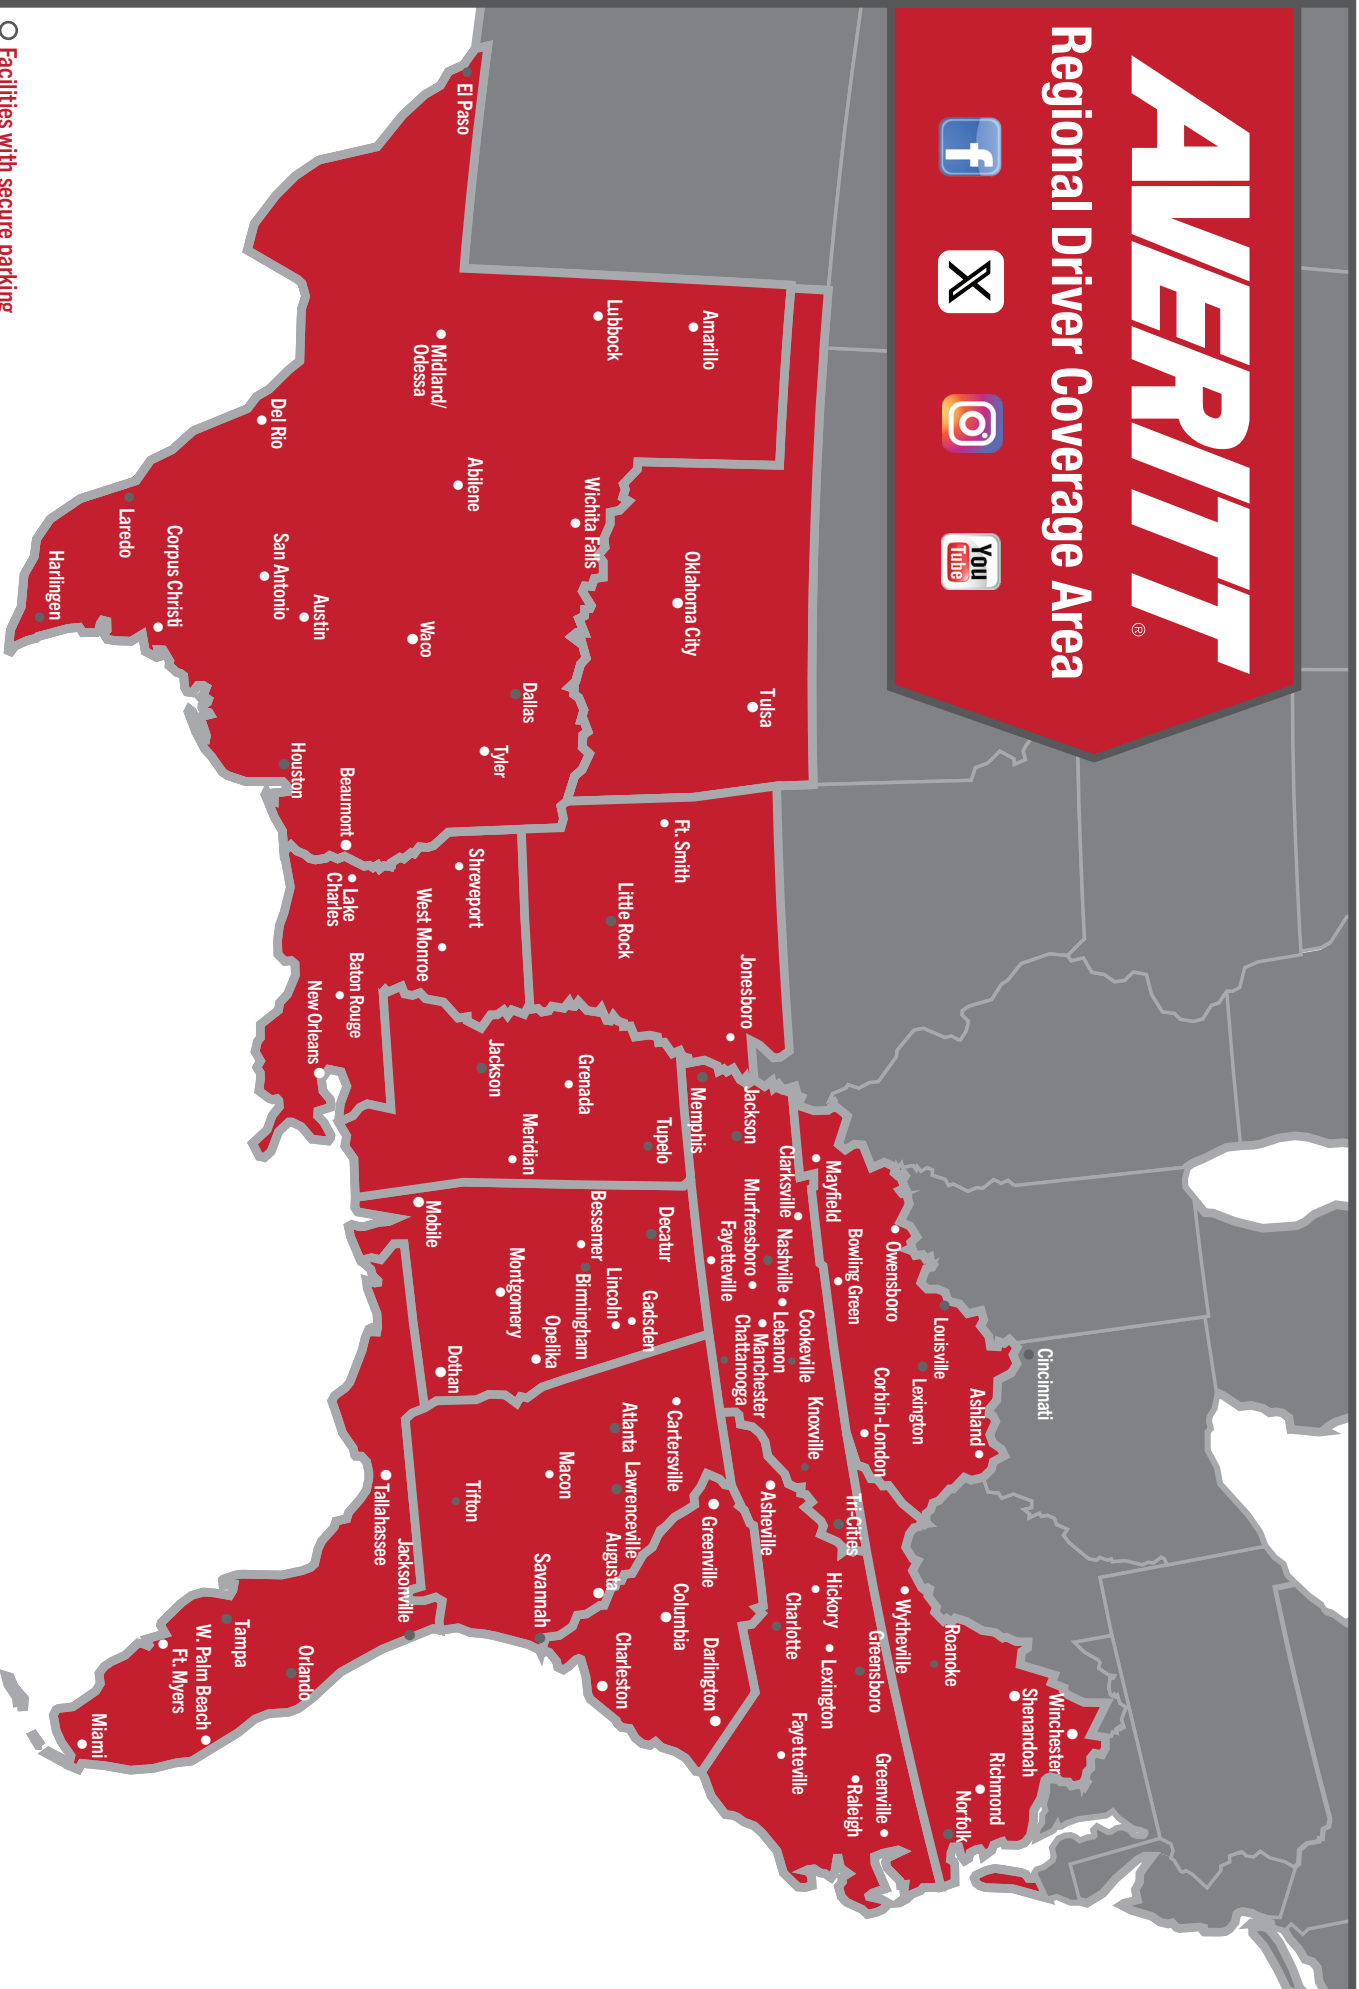 AVERITT®
Regional Driver Coverage Area
f
X
You
Tube
Cincinnati
Ashland
Louisville
Lexington
Owensboro
Corbin-London
Bowling Green
Mayfield
Winchester
Shenandoah
Richmond
Norfolk
Roanoke
Wytheville
Tri-Cities
Knoxville
Cookeville
Lebanon
Manchester
Chattanooga
Nashville
Clarksville
Murfreesboro
Fayetteville
Jackson
Memphis
Greenville
Raleigh
Greensboro
Lexington
Hickory
Charlotte
Fayetteville
Asheville
Greenville
Columbia
Darlington
Charleston
Cartersville
Atlanta
Lawrenceville
Augusta
Macon
Savannah
Tifton
Decatur
Gadsden
Lincoln
Birmingham
Bessemer
Opelika
Montgomery
Dothan
Mobile
Tupelo
Grenada
Meridian
Jackson
Jonesboro
Little Rock
Ft. Smith
Tulsa
Oklahoma City
Amarillo
Lubbock
Wichita Falls
Abilene
Midland/
Odessa
El Paso
Dallas
Tyler
Waco
Austin
San Antonio
Del Rio
Laredo
Corpus Christi
Harlingen
Houston
Beaumont
Shreveport
West Monroe
Lake
Charles
Baton Rouge
New Orleans
Tallahassee
Jacksonville
Orlando
Tampa
W. Palm Beach
Ft. Myers
Miami
Facilities with secure parking